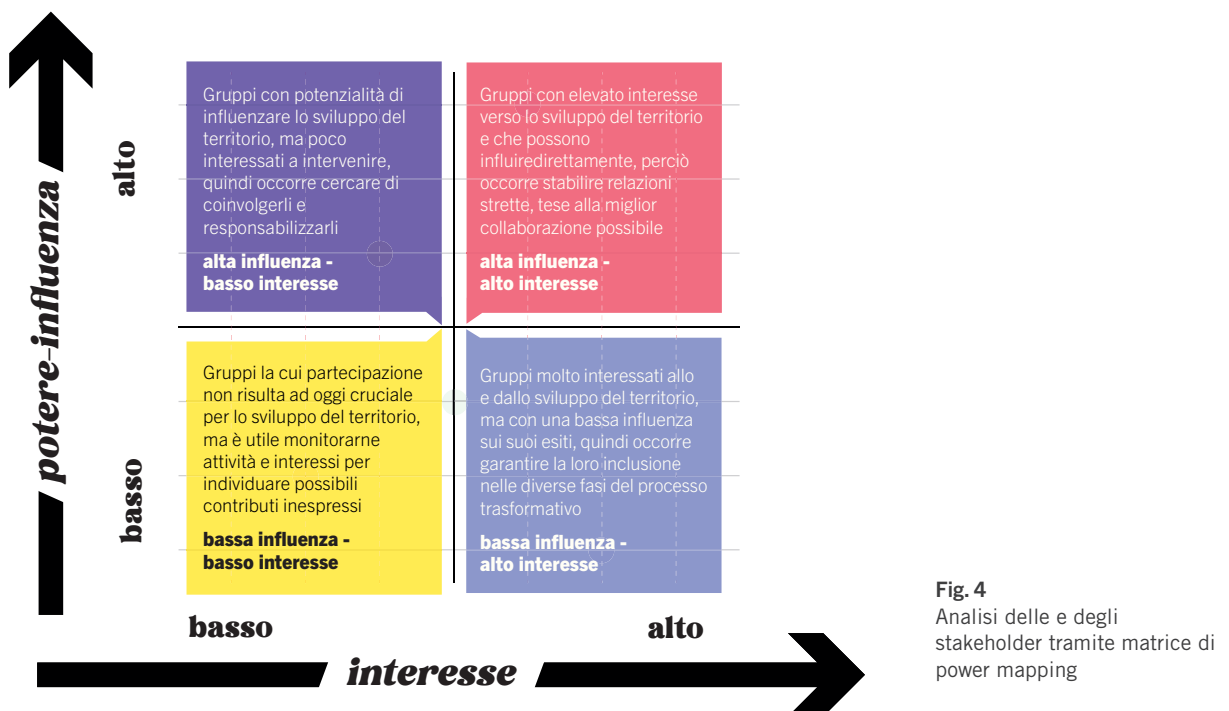 potere-influenza
alto
basso
Gruppi con potenzialità di
influenzare lo sviluppo del
territorio, ma poco
interessati a intervenire,
quindi occorre cercare di
coinvolgerli e
responsabilizzarli
alta influenza -
basso interesse
Gruppi con elevato interesse
verso lo sviluppo del territorio
e che possono
influiredirettamente, perciò
occorre stabilire relazioni
strette, tese alla miglior
collaborazione possibile
alta influenza -
alto interesse
Gruppi la cui partecipazione
non risulta ad oggi cruciale
per lo sviluppo del territorio,
ma è utile monitorarne
attività e interessi per
individuare possibili
contributi inespressi
bassa influenza -
basso interesse
Gruppi molto interessati allo
e dallo sviluppo del territorio,
ma con una bassa influenza
sui suoi esiti, quindi occorre
garantire la loro inclusione
nelle diverse fasi del processo
trasformativo
bassa influenza -
alto interesse
basso
alto
interesse
Fig. 4
Analisi delle e degli
stakeholder tramite matrice di
power mapping